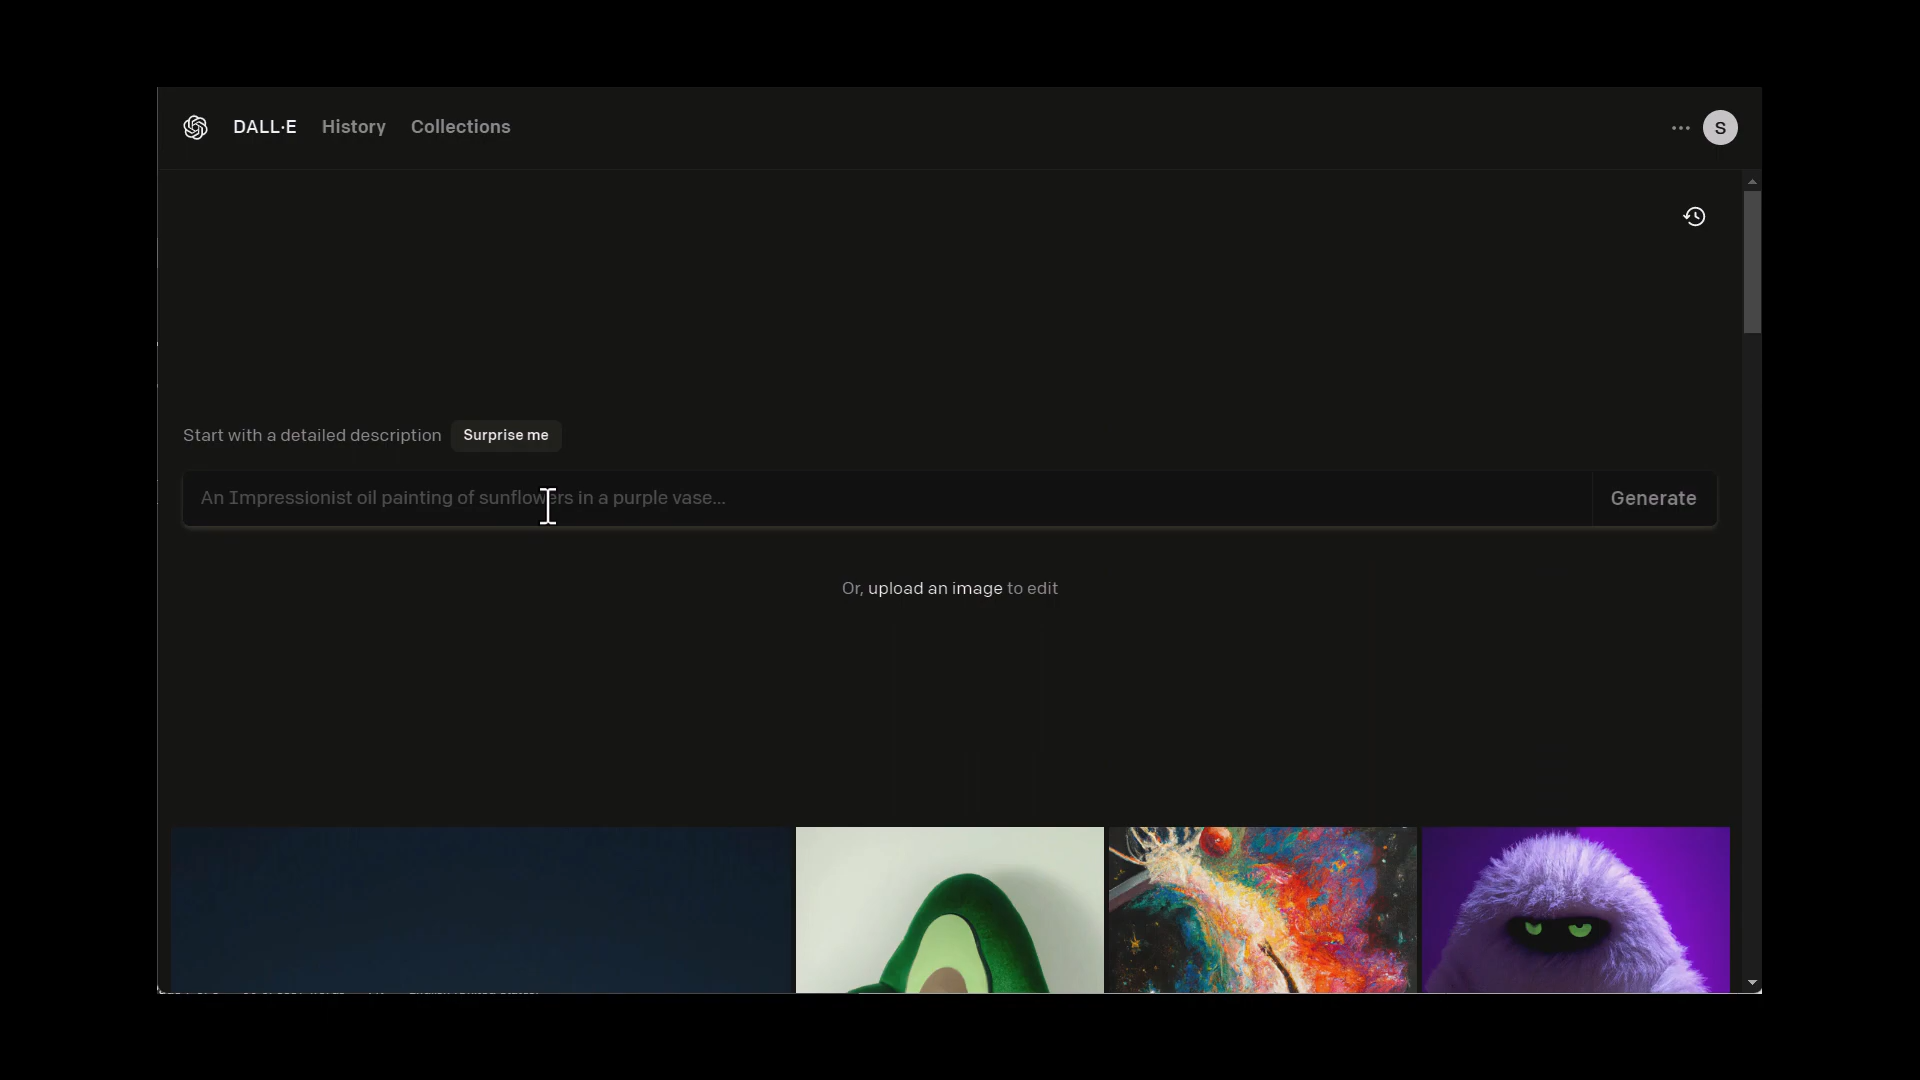 DALL·E History Collections
S
Start with a detailed description Surprise me
An Impressionist oil painting of sunflowers in a purple vase... Generate
Or, upload an image to edit